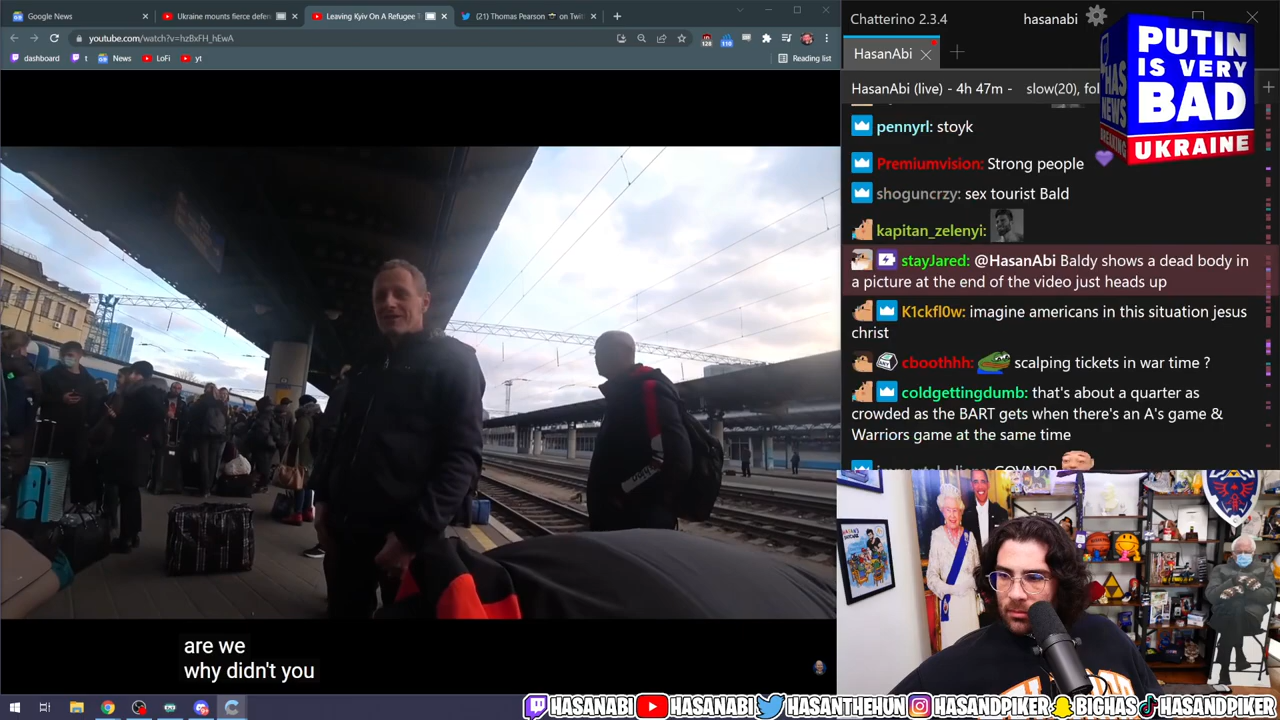 Google News
Ukraine mounts fierce defen
Leaving Kyiv On A Refugee T
(21) Thomas Pearson
on Twit
youtube.com/watch?v=hzBxFH_hEwA
128
110
dashboard
t
News
LoFi
yt
Reading list
are we
why didn't you
Chatterino 2.3.4
hasanabi
HasanAbi
HasanAbi (live) - 4h 47m -
slow(20), fol
PUTIN
IS VERY
BAD
UKRAINE
HAS
NEWS
BREAKING
pennyrl: stoyk
Premiumvision: Strong people
shoguncrzy: sex tourist Bald
kapitan_zelenyi:
stayJared: @HasanAbi Baldy shows a dead body in
a picture at the end of the video just heads up
K1ckfl0w: imagine americans in this situation jesus
christ
cboothhh: scalping tickets in war time ?
coldgettingdumb: that's about a quarter as
crowded as the BART gets when there's an A's game &
Warriors game at the same time
HASANABI
HASANABI
HASANTHEHUN
HASANDPIKER
BIGHAS
HASANDPIKER